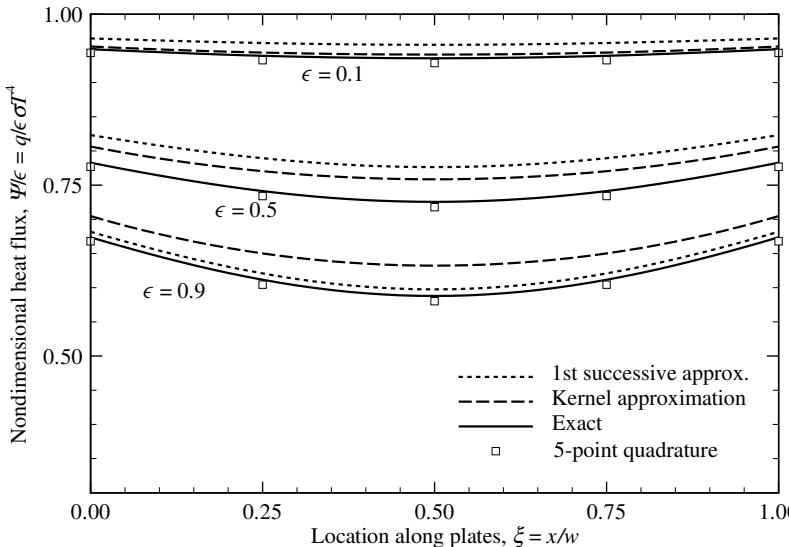 1.00
0.75
0.50
Nondimensional heat flux, Ψ/ϵ = q/ϵ σT⁴
ϵ = 0.1
ϵ = 0.5
ϵ = 0.9
1st successive approx.
Kernel approximation
Exact
5-point quadrature
0.00 0.25 0.50 0.75 1.00
Location along plates, ξ = x/w